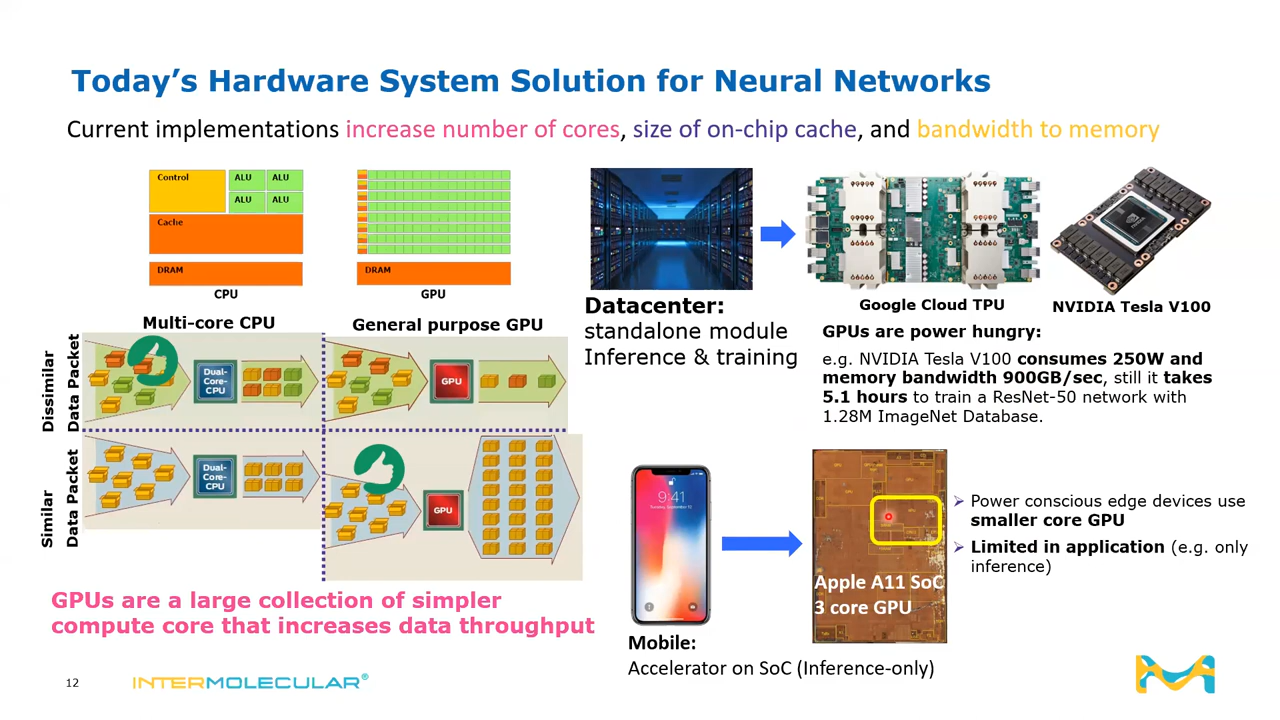 Today's Hardware System Solution for Neural Networks
Current implementations increase number of cores, size of on-chip cache, and bandwidth to memory
Control
ALU
ALU
ALU
ALU
Cache
DRAM
CPU
DRAM
GPU
Multi-core CPU
General purpose GPU
Dissimilar
Data Packet
Dual-
Core-
CPU
GPU
Similar
Data Packet
Dual-
Core-
CPU
GPU
GPUs are a large collection of simpler
compute core that increases data throughput
Datacenter:
standalone module
Inference & training
Google Cloud TPU
NVIDIA Tesla V100
GPUs are power hungry:
e.g. NVIDIA Tesla V100 consumes 250W and
memory bandwidth 900GB/sec, still it takes
5.1 hours to train a ResNet-50 network with
1.28M ImageNet Database.
9:41
Mobile:
Accelerator on SoC (Inference-only)
Apple A11 SoC
3 core GPU
Power conscious edge devices use
smaller core GPU
Limited in application (e.g. only
inference)
12
INTERMOLECULAR®